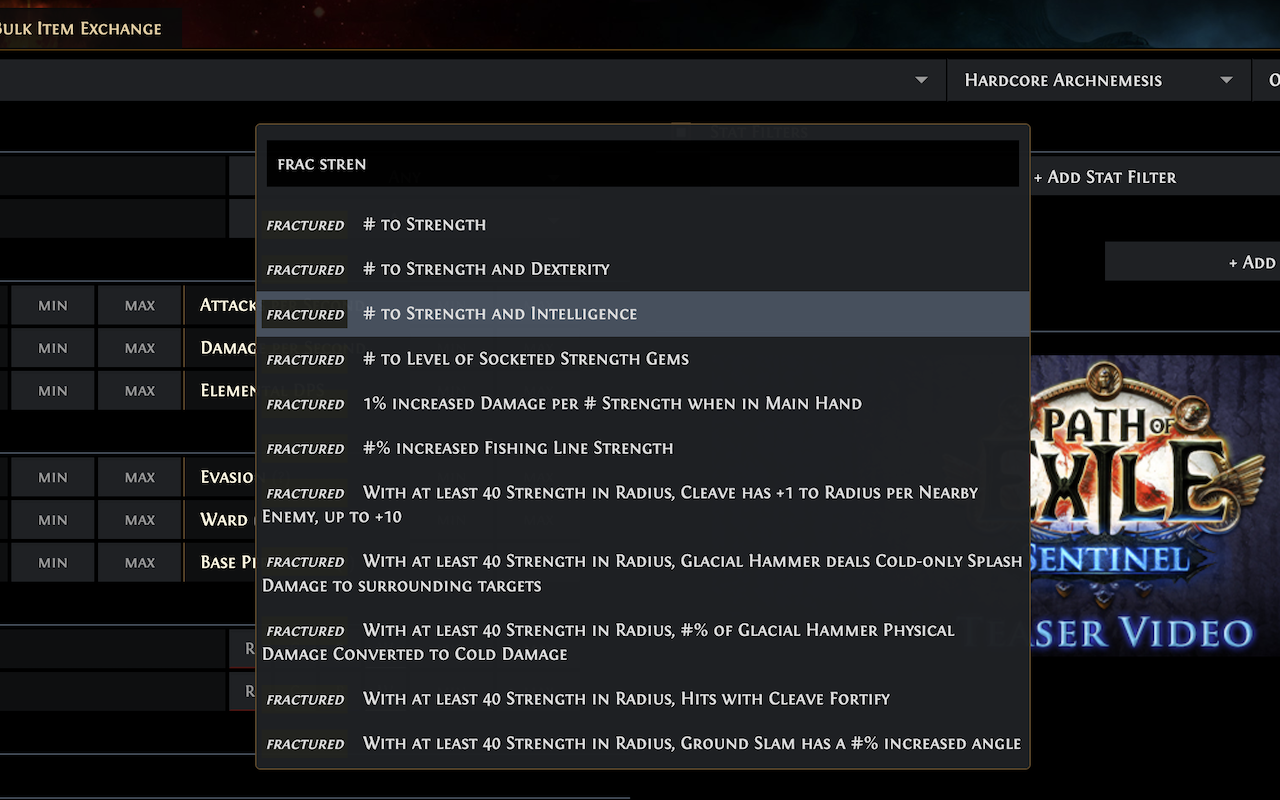 Bulk Item Exchange
Hardcore Archnemesis
Stat Filters
frac stren
+ Add Stat Filter
Fractured # to Strength
Fractured # to Strength and Dexterity
+ Add
Fractured # to Strength and Intelligence
Fractured # to Level of Socketed Strength Gems
Fractured 1% increased Damage per # Strength when in Main Hand
Fractured #% increased Fishing Line Strength
Fractured With at least 40 Strength in Radius, Cleave has +1 to Radius per Nearby
Enemy, up to +10
Fractured With at least 40 Strength in Radius, Glacial Hammer deals Cold-only Splash
Damage to surrounding targets
Fractured With at least 40 Strength in Radius, #% of Glacial Hammer Physical
Damage Converted to Cold Damage
Fractured With at least 40 Strength in Radius, Hits with Cleave Fortify
Fractured With at least 40 Strength in Radius, Ground Slam has a #% increased angle
MIN MAX Attack
MIN MAX Damag
MIN MAX Elemen
MIN MAX Evasio
MIN MAX Ward
MIN MAX Base P
R
R
Path of
Exile
Sentinel
Teaser Video